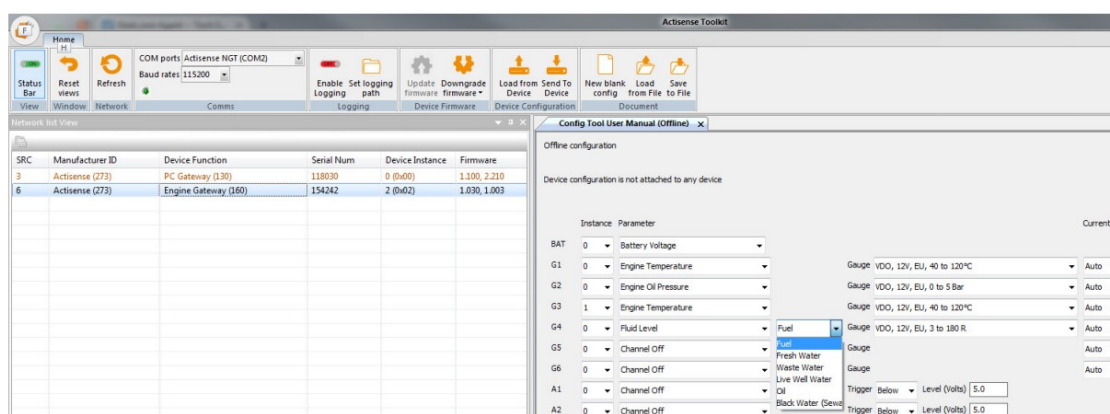 Actisense Toolkit
F
Home
H
COM ports Actisense NGT (COM2)
Baud rates 115200
Status Bar
Reset views
Refresh
Enable Logging
Set logging path
Update firmware
Downgrade firmware
Load from Device
Send To Device
New blank config
Load from File
Save to File
View Window Network Comms Logging Device Firmware Device Configuration Document
Network list View
Config Tool User Manual (Offline) x
Offline configuration
Device configuration is not attached to any device
SRC Manufacturer ID Device Function Serial Num Device Instance Firmware
3 Actisense (273) PC Gateway (130) 118030 0 (0x00) 1.100, 2.210
6 Actisense (273) Engine Gateway (160) 154242 2 (0x02) 1.030, 1.003
Instance Parameter Current
BAT 0 Battery Voltage
G1 0 Engine Temperature Gauge VDO, 12V, EU, 40 to 120°C Auto
G2 0 Engine Oil Pressure Gauge VDO, 12V, EU, 0 to 5 Bar Auto
G3 1 Engine Temperature Gauge VDO, 12V, EU, 40 to 120°C Auto
G4 0 Fluid Level Fuel Gauge VDO, 12V, EU, 3 to 180 R Auto
G5 0 Channel Off Gauge Auto
G6 0 Channel Off Gauge Auto
A1 0 Channel Off Trigger Below Level (Volts) 5.0
A2 0 Channel Off Trigger Below Level (Volts) 5.0
Fuel
Fresh Water
Waste Water
Live Well Water
Oil
Black Water (Sewa